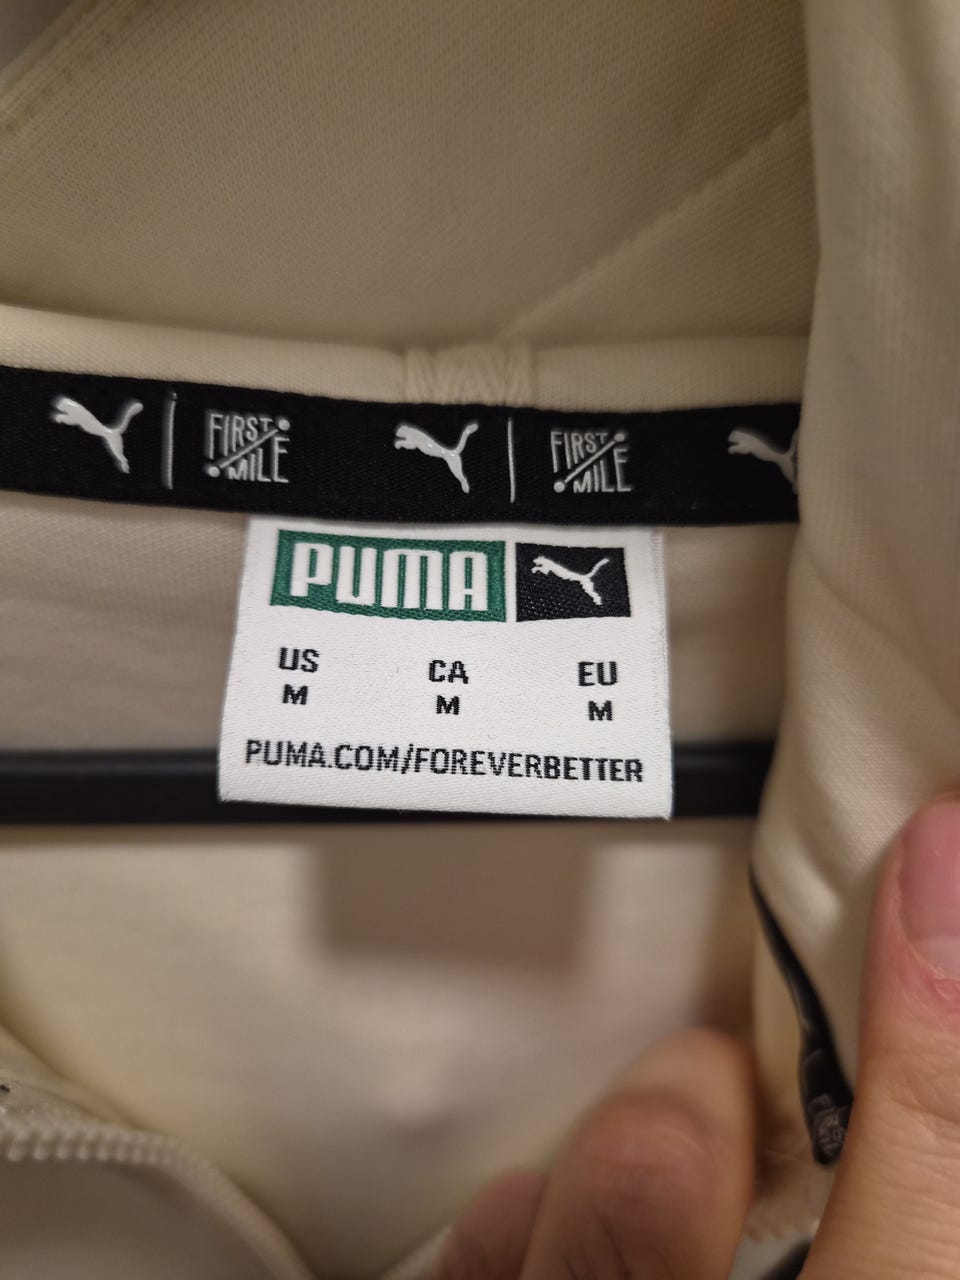 FIRST
MILE
FIRST
MILE
PUMA
US
M
CA
M
EU
M
PUMA.COM/FOREVERBETTER